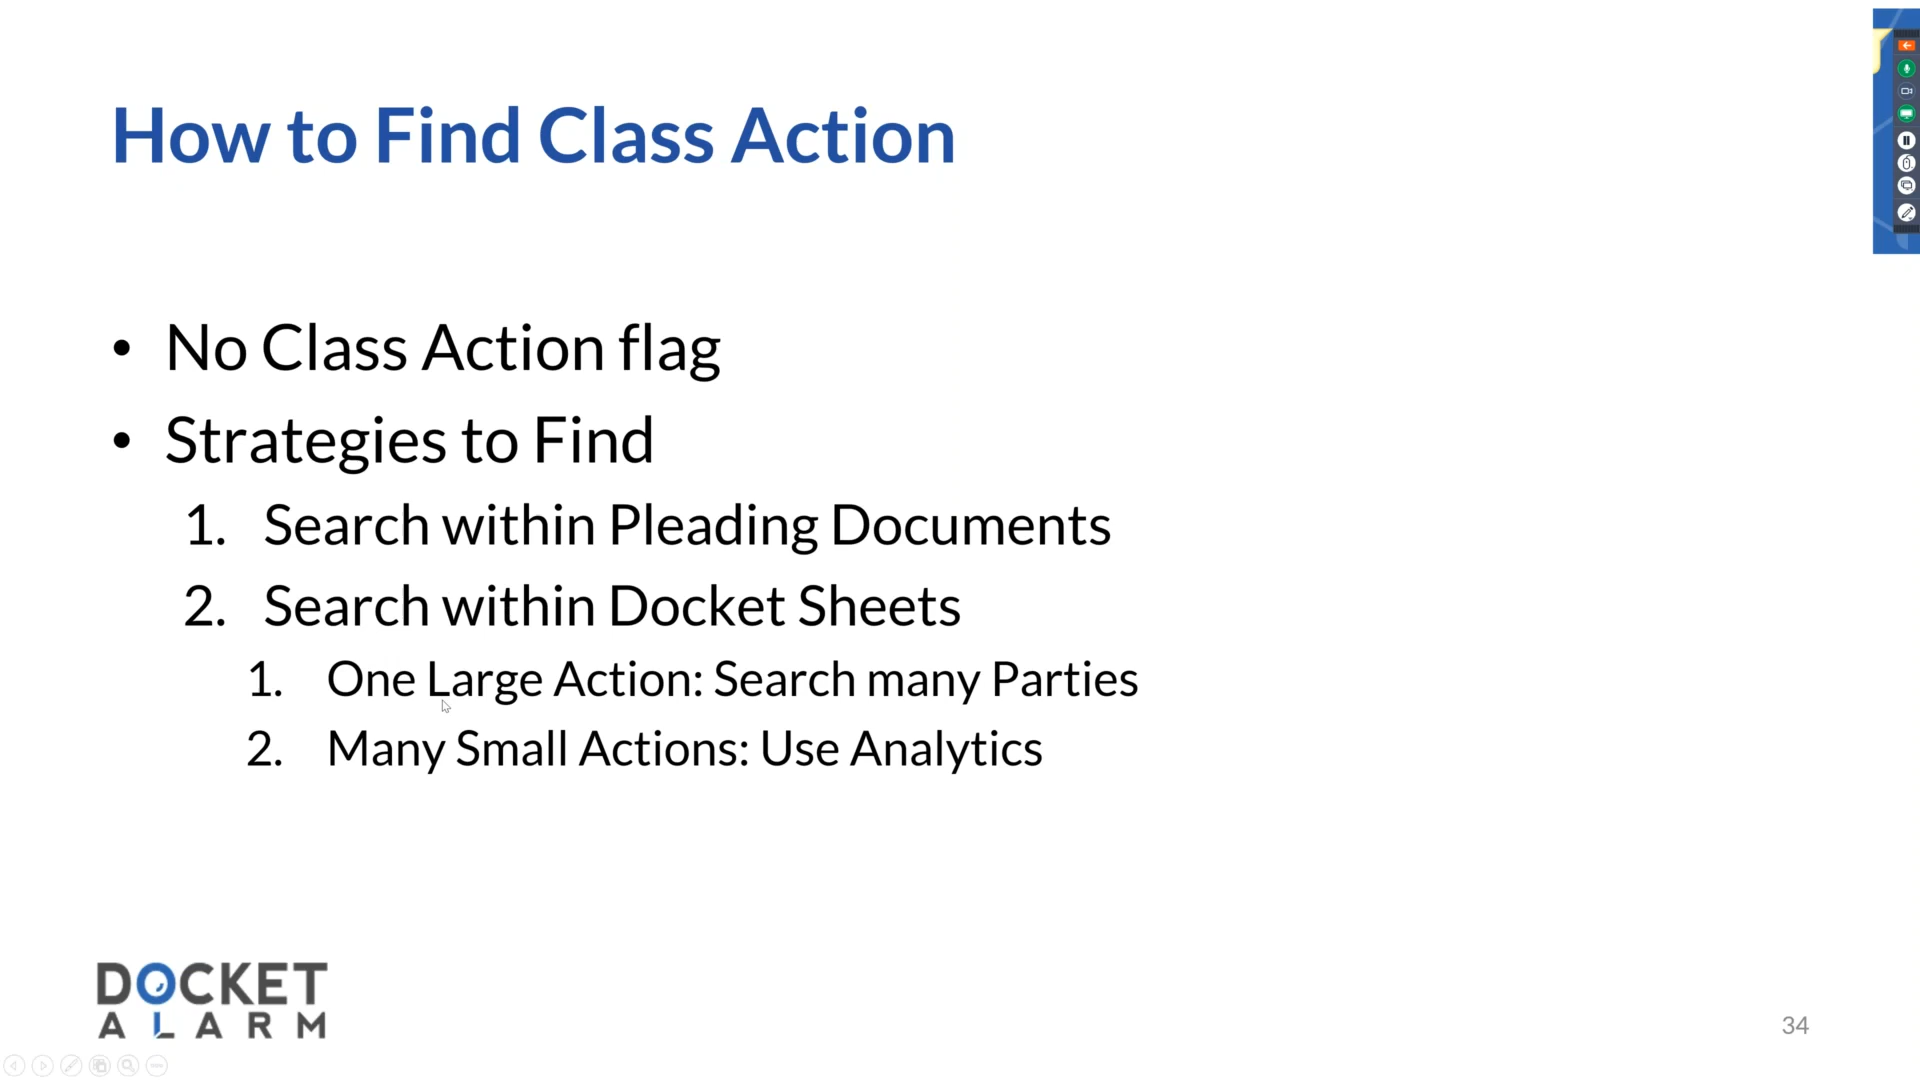 How to Find Class Action
• No Class Action flag
• Strategies to Find
1. Search within Pleading Documents
2. Search within Docket Sheets
1. One Large Action: Search many Parties
2. Many Small Actions: Use Analytics
DOCKET
ALARM
34